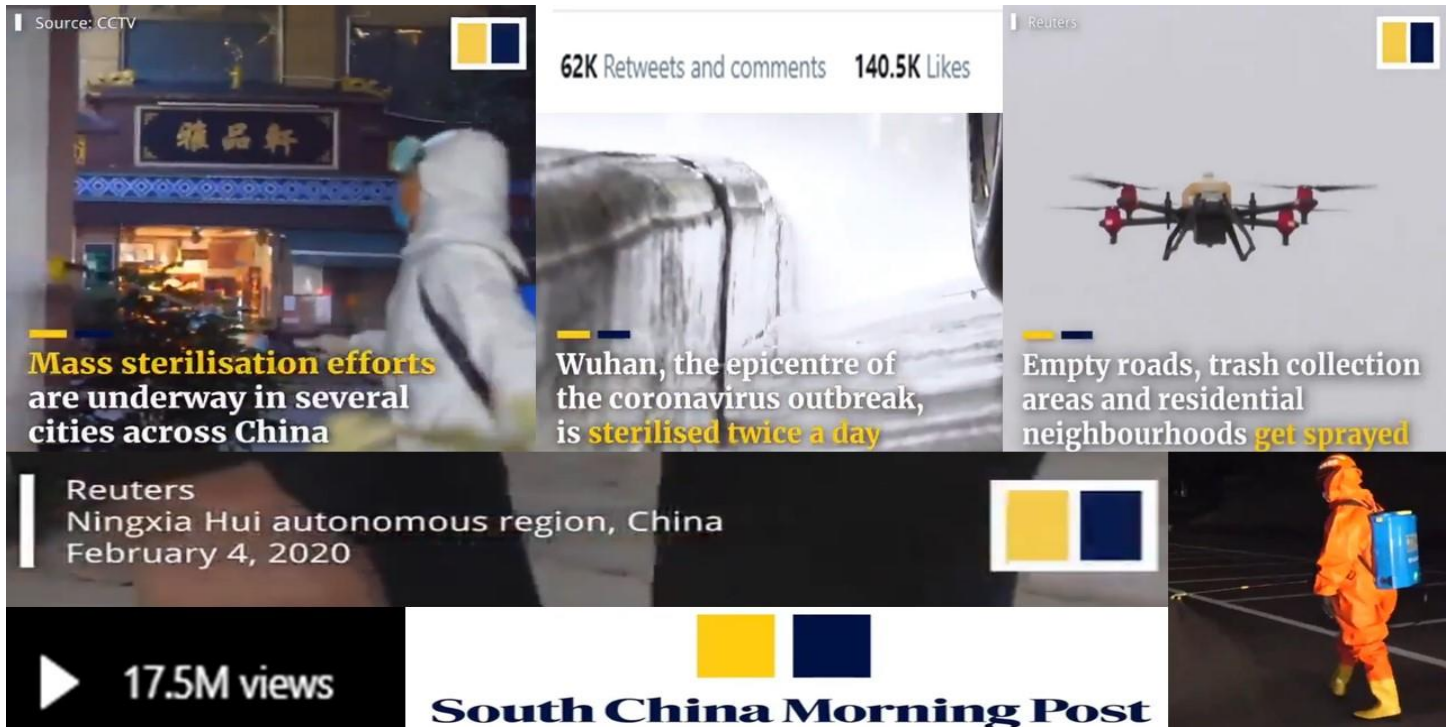 Source: CCTV
雅品軒
Mass sterilisation efforts
are underway in several
cities across China
62K Retweets and comments 140.5K Likes
Wuhan, the epicentre of
the coronavirus outbreak,
is sterilised twice a day
Reuters
Empty roads, trash collection
areas and residential
neighbourhoods get sprayed
Reuters
Ningxia Hui autonomous region, China
February 4, 2020
17.5M views
South China Morning Post